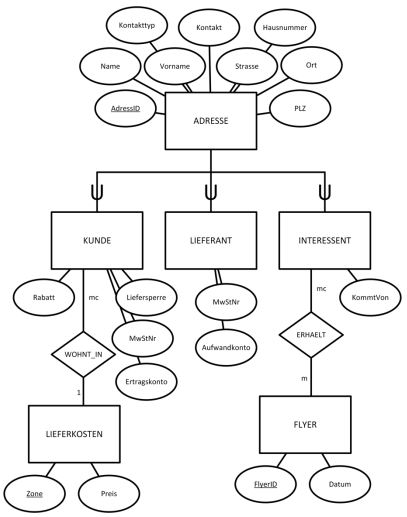 Kontakttyp
Kontakt
Hausnummer
Name
Vorname
Strasse
Ort
AdressID
ADRESSE
PLZ
KUNDE
LIEFERANT
INTERESSENT
Rabatt
mc
Liefersperre
MwStNr
mc
KommtVon
MwStNr
WOHNT_IN
Aufwandkonto
ERHAELT
Ertragskonto
1
m
LIEFERKOSTEN
FLYER
Zone
Preis
FlyerID
Datum